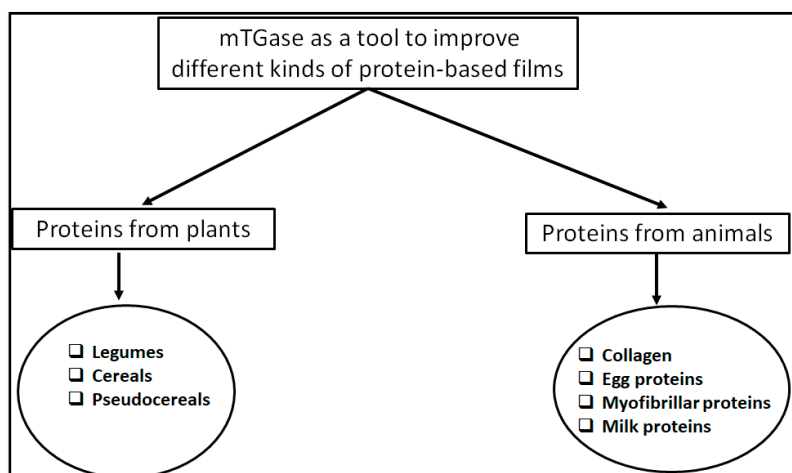 mTGase as a tool to improve
different kinds of protein-based films
Proteins from plants
Proteins from animals
❑ Legumes
❑ Cereals
❑ Pseudocereals
❑ Collagen
❑ Egg proteins
❑ Myofibrillar proteins
❑ Milk proteins